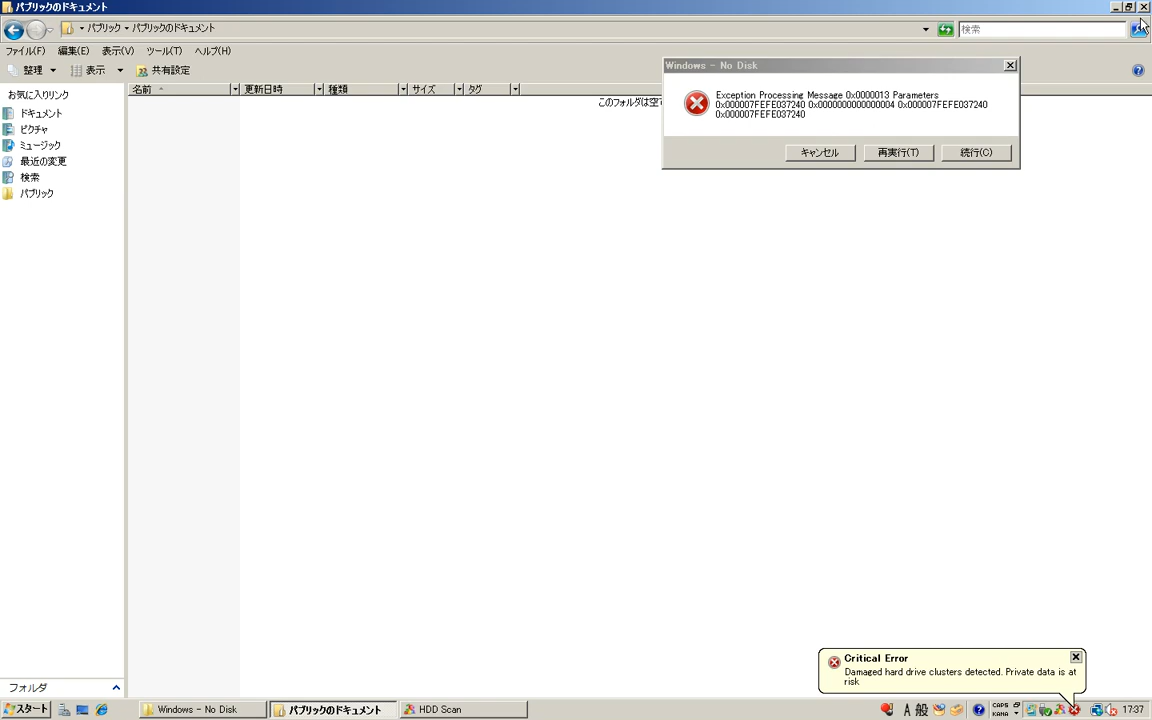 パブリックのドキュメント
パブリック ▾ パブリックのドキュメント
検索
ファイル(F) 編集(E) 表示(V) ツール(T) ヘルプ(H)
整理 表示 共有設定
お気に入りリンク
ドキュメント
ピクチャ
ミュージック
最近の変更
検索
パブリック
名前 更新日時 種類 サイズ タグ
このフォルダは空で
Windows - No Disk
Exception Processing Message 0x0000013 Parameters
0x000007FEFE037240 0x0000000000000004 0x000007FEFE037240
0x000007FEFE037240
キャンセル 再実行(T) 続行(C)
Critical Error
Damaged hard drive clusters detected. Private data is at
risk
フォルダ
スタート Windows - No Disk パブリックのドキュメント HDD Scan A 般 CAPS KANA 17:37